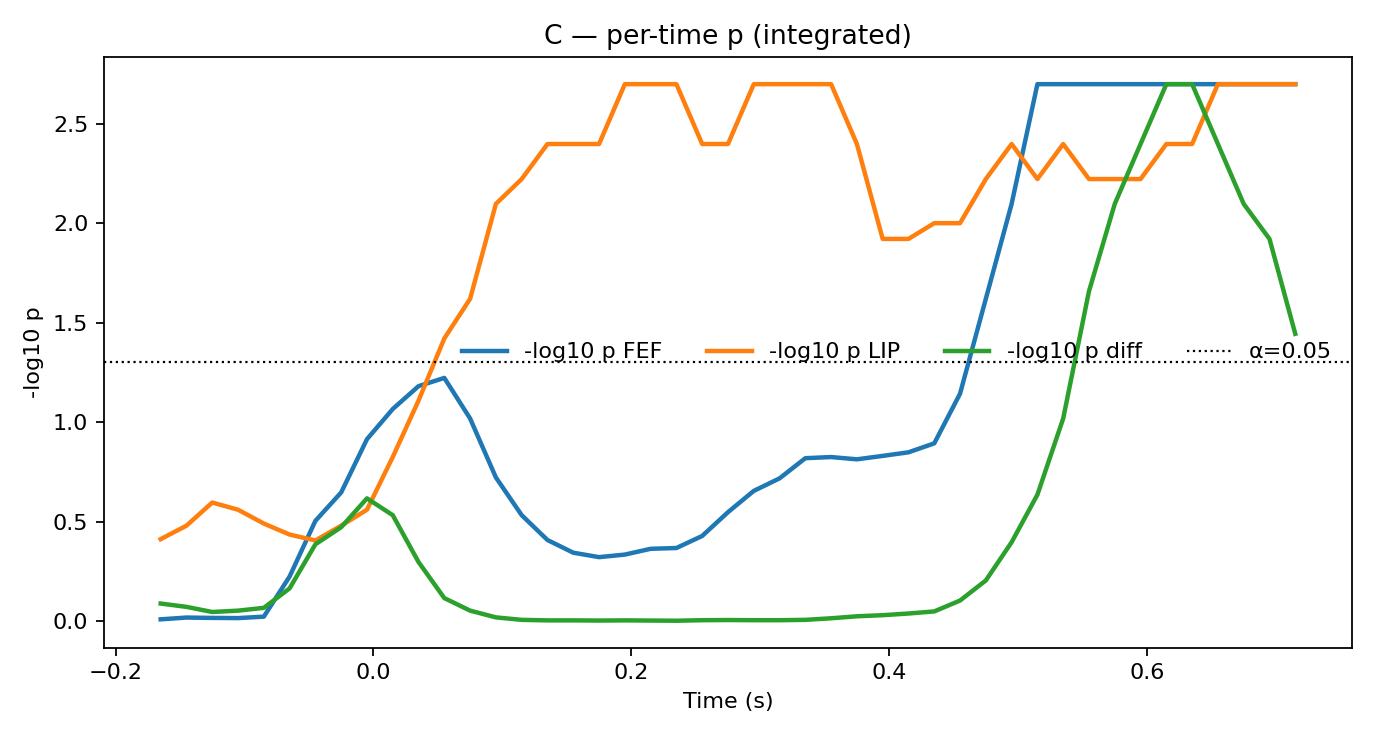 C — per-time p (integrated)
-log10 p
2.5
2.0
1.5
1.0
0.5
0.0
-log10 p FEF -log10 p LIP -log10 p diff α=0.05
−0.2 0.0 0.2 0.4 0.6
Time (s)